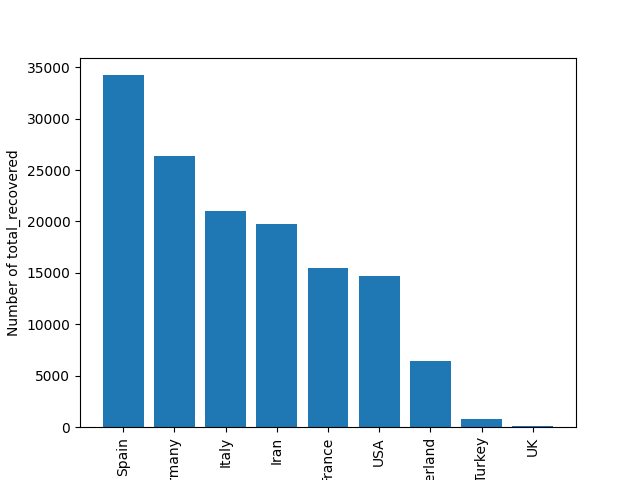 35000
30000
25000
20000
15000
10000
5000
0
Number of total_recovered
Spain
rmany
Italy
Iran
rance
USA
erland
Turkey
UK